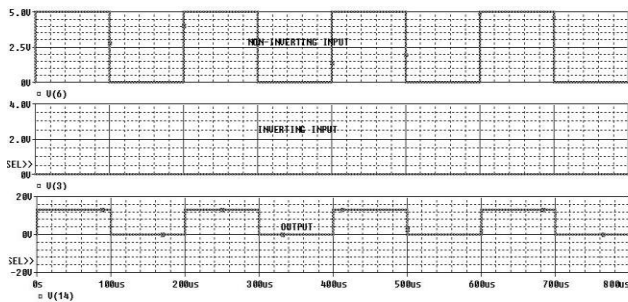 5.0V
NON-INVERTING INPUT
2.5V
0V
V(6)
4.0V
INVERTING INPUT
2.0V
SEL>>
0V
V(3)
20V
OUTPUT
0V
SEL>>
-20V
0s 100us 200us 300us 400us 500us 600us 700us 800us
V(14)